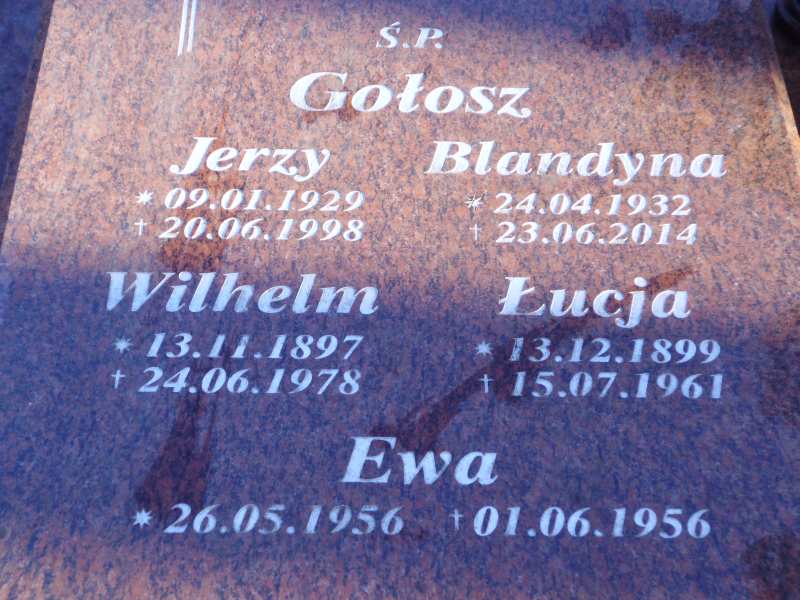 Ś.P.
Gołosz
Jerzy Blandyna
* 09.01.1929 * 24.04.1932
† 20.06.1998 † 23.06.2014
Wilhelm Łucja
* 13.11.1897 * 13.12.1899
† 24.06.1978 † 15.07.1961
Ewa
* 26.05.1956 † 01.06.1956